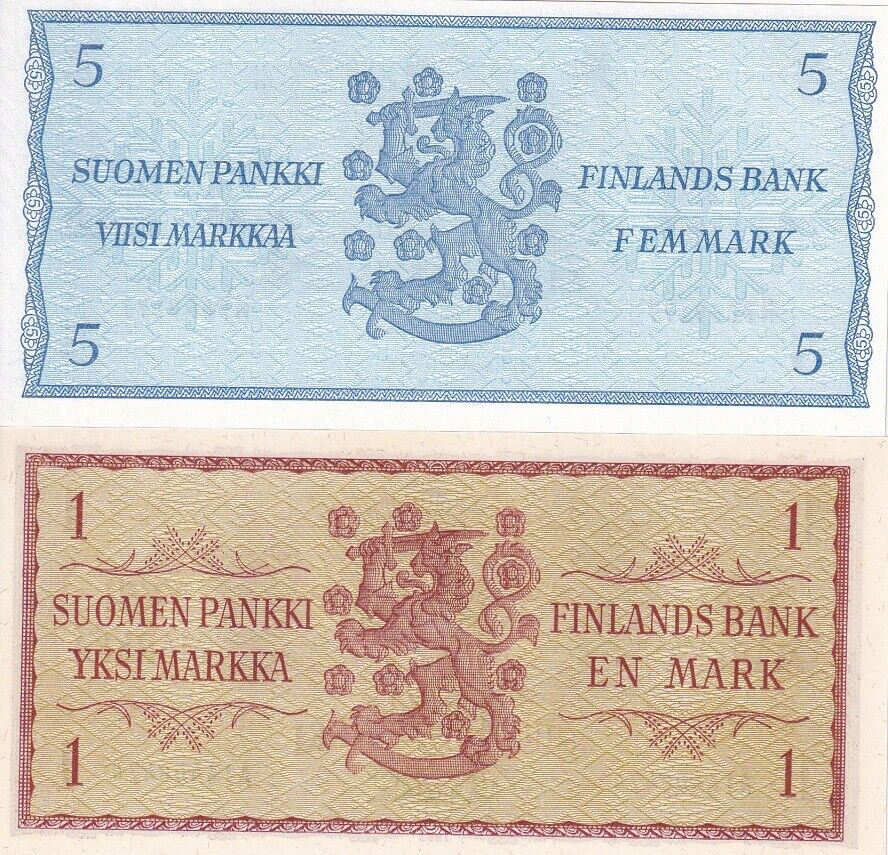 5 5
SUOMEN PANKKI FINLANDS BANK
VIISI MARKKAA FEM MARK
5 5
1 1
SUOMEN PANKKI FINLANDS BANK
YKSI MARKKA EN MARK
1 1